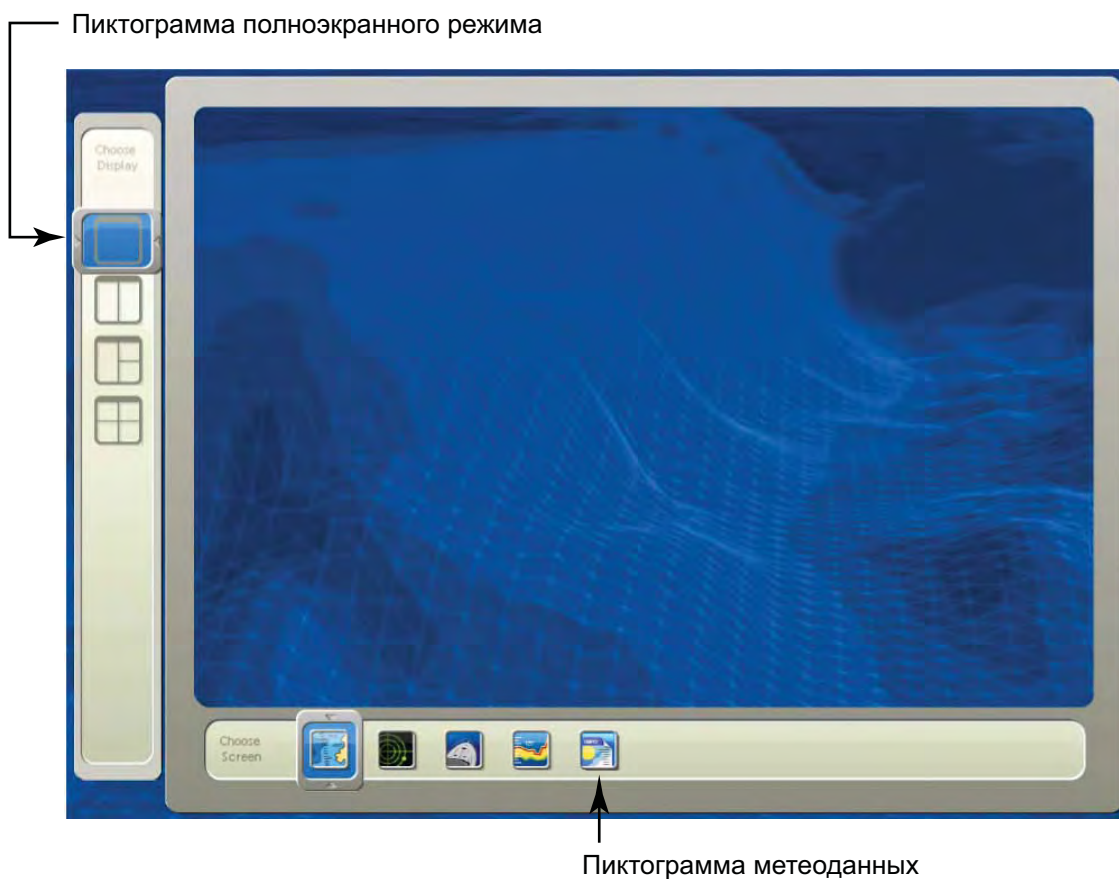 Пиктограмма полноэкранного режима
Choose
Display
Choose
Screen
Пиктограмма метеоданных